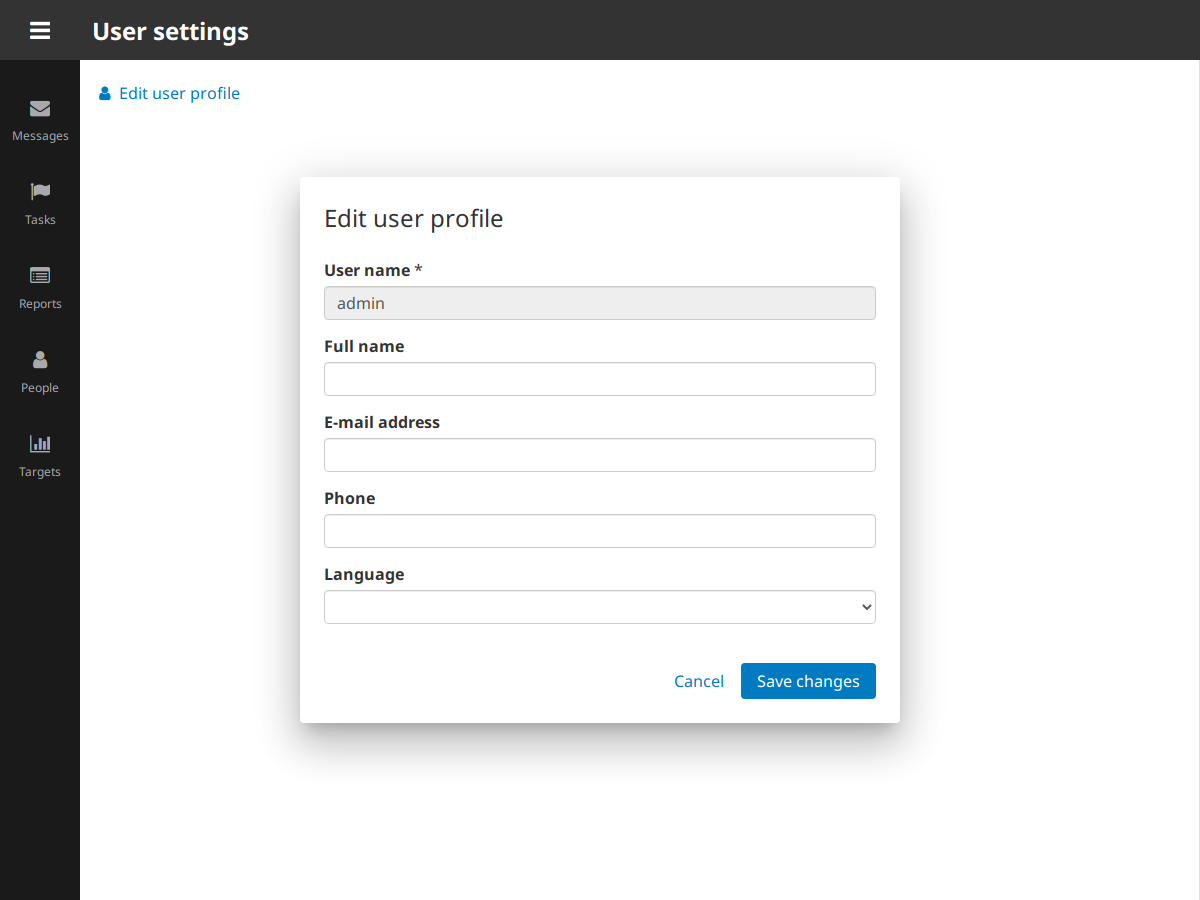 User settings
Messages
Tasks
Reports
People
Targets
Edit user profile
Edit user profile
User name *
admin
Full name
E-mail address
Phone
Language
Cancel
Save changes